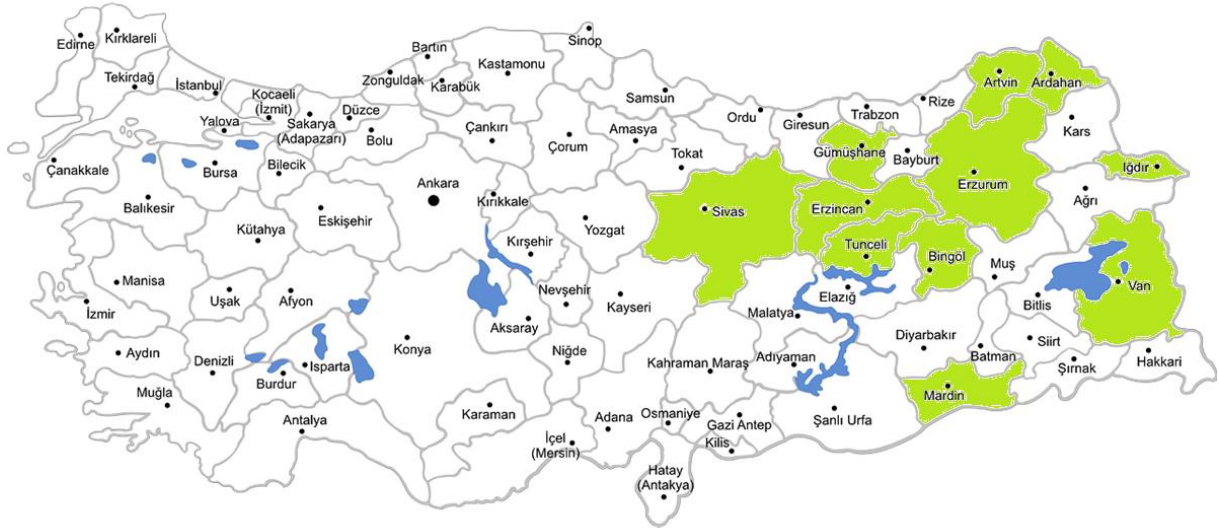 Edirne
Kırklareli
Tekirdağ
İstanbul
Kocaeli
(İzmit)
Yalova
Sakarya
(Adapazarı)
Düzce
Bolu
Zonguldak
Bartın
Karabük
Kastamonu
Sinop
Samsun
Çankırı
Çorum
Amasya
Tokat
Ordu
Giresun
Trabzon
Rize
Gümüşhane
Bayburt
Artvin
Ardahan
Kars
Iğdır
Ağrı
Erzurum
Erzincan
Çanakkale
Balıkesir
Bursa
Bilecik
Eskişehir
Kütahya
Ankara
Kırıkkale
Kırşehir
Yozgat
Sivas
Tunceli
Bingöl
Muş
Bitlis
Van
Manisa
İzmir
Uşak
Afyon
Konya
Aksaray
Nevşehir
Kayseri
Niğde
Malatya
Elazığ
Diyarbakır
Batman
Siirt
Şırnak
Hakkari
Aydın
Denizli
Burdur
Isparta
Muğla
Antalya
Karaman
İçel
(Mersin)
Adana
Osmaniye
Kahraman Maraş
Adıyaman
Gazi Antep
Kilis
Şanlı Urfa
Mardin
Hatay
(Antakya)